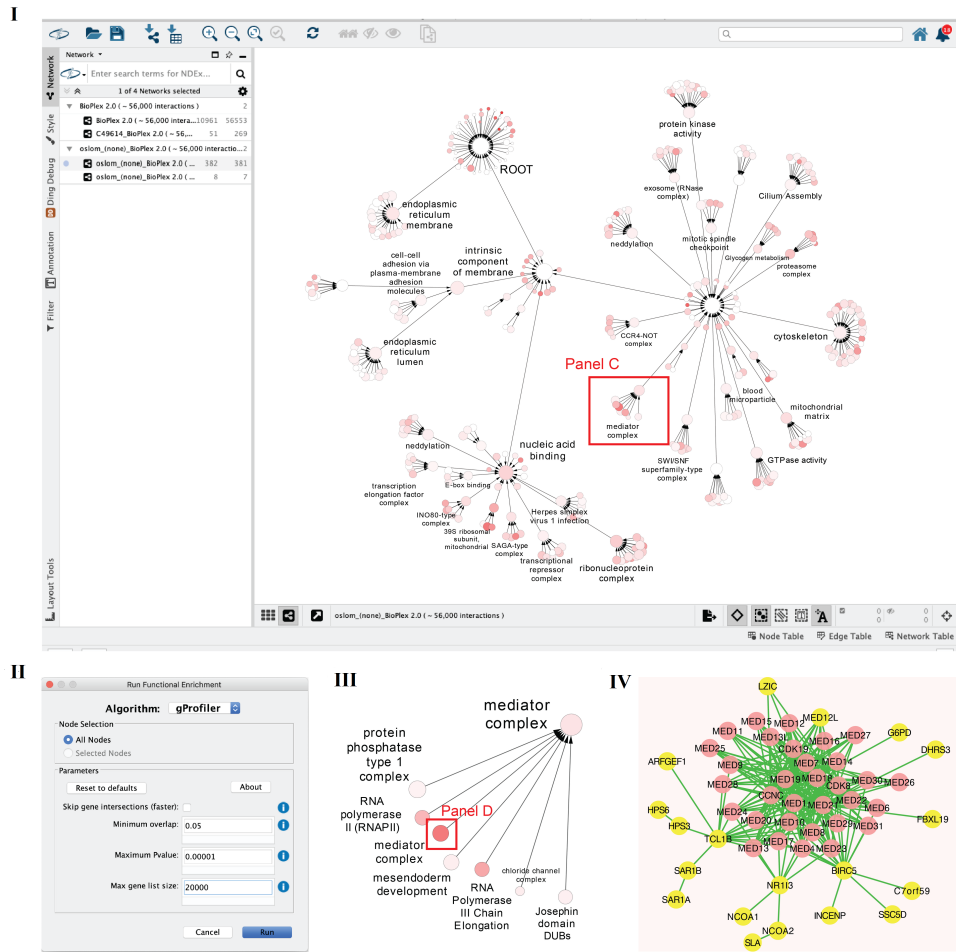 I
18
Network
Enter search terms for NDEx...
1 of 4 Networks selected
BioPlex 2.0 ( ~ 56,000 interactions ) 2
BioPlex 2.0 ( ~ 56,000 intera... 10961 56553
C49614_BioPlex 2.0 ( ~ 56,... 51 269
oslom_(none)_BioPlex 2.0 ( ~ 56,000 interactio... 2
oslom_(none)_BioPlex 2.0 ( ... 382 381
oslom_(none)_BioPlex 2.0 ( ... 8 7
Network
Style
Ding Debug
Annotation
Filter
Layout Tools
ROOT
endoplasmic
reticulum
membrane
cell-cell
adhesion via
plasma-membrane
adhesion
molecules
intrinsic
component
of membrane
endoplasmic
reticulum
lumen
protein kinase
activity
exosome (RNase
complex)
Cilium Assembly
neddylation
mitotic spindle
checkpoint
Glycogen metabolism
proteasome
complex
cytoskeleton
CCR4-NOT
complex
Panel C
mediator
complex
blood
microparticle
mitochondrial
matrix
SWI/SNF
superfamily-type
complex
GTPase activity
nucleic acid
binding
neddylation
transcription
elongation factor
complex
E-box binding
INO80-type
complex
39S ribosomal
subunit,
mitochondrial
SAGA-type
complex
Herpes simplex
virus 1 infection
transcriptional
repressor
complex
ribonucleoprotein
complex
oslom_(none)_BioPlex 2.0 ( ~ 56,000 interactions )
A
0 0
0 0
Node Table Edge Table Network Table
II
Run Functional Enrichment
Algorithm: gProfiler
Node Selection
All Nodes
Selected Nodes
Parameters
Reset to defaults About
Skip gene intersections (faster):
Minimum overlap: 0.05
Maximum Pvalue: 0.00001
Max gene list size: 20000
Cancel Run
III
mediator
complex
protein
phosphatase
type 1
complex
RNA
polymerase
II (RNAPII)
Panel D
mediator
complex
mesendoderm
development
RNA
Polymerase
III Chain
Elongation
chloride channel
complex
Josephin
domain
DUBs
IV
LZIC
MED15
MED12
MED12L
MED11
MED13L
MED16
MED27
G6PD
MED25
CDK19
DHRS3
ARFGEF1
MED9
MED7
MED14
MED28
MED19
MED18
MED30
MED26
CCNC
CDK8
HPS6
MED24
MED1
MED21
MED22
MED6
HPS3
MED20
MED10
MED29
MED31
FBXL19
TCL1B
MED8
MED17
MED13
MED4
MED23
SAR1B
NR1I3
BIRC5
C7orf59
SAR1A
NCOA1
INCENP
SSC5D
NCOA2
SLA